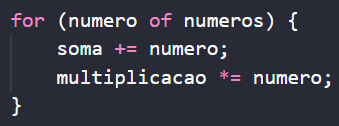 for (numero of numeros) {
    soma += numero;
    multiplicacao *= numero;
}